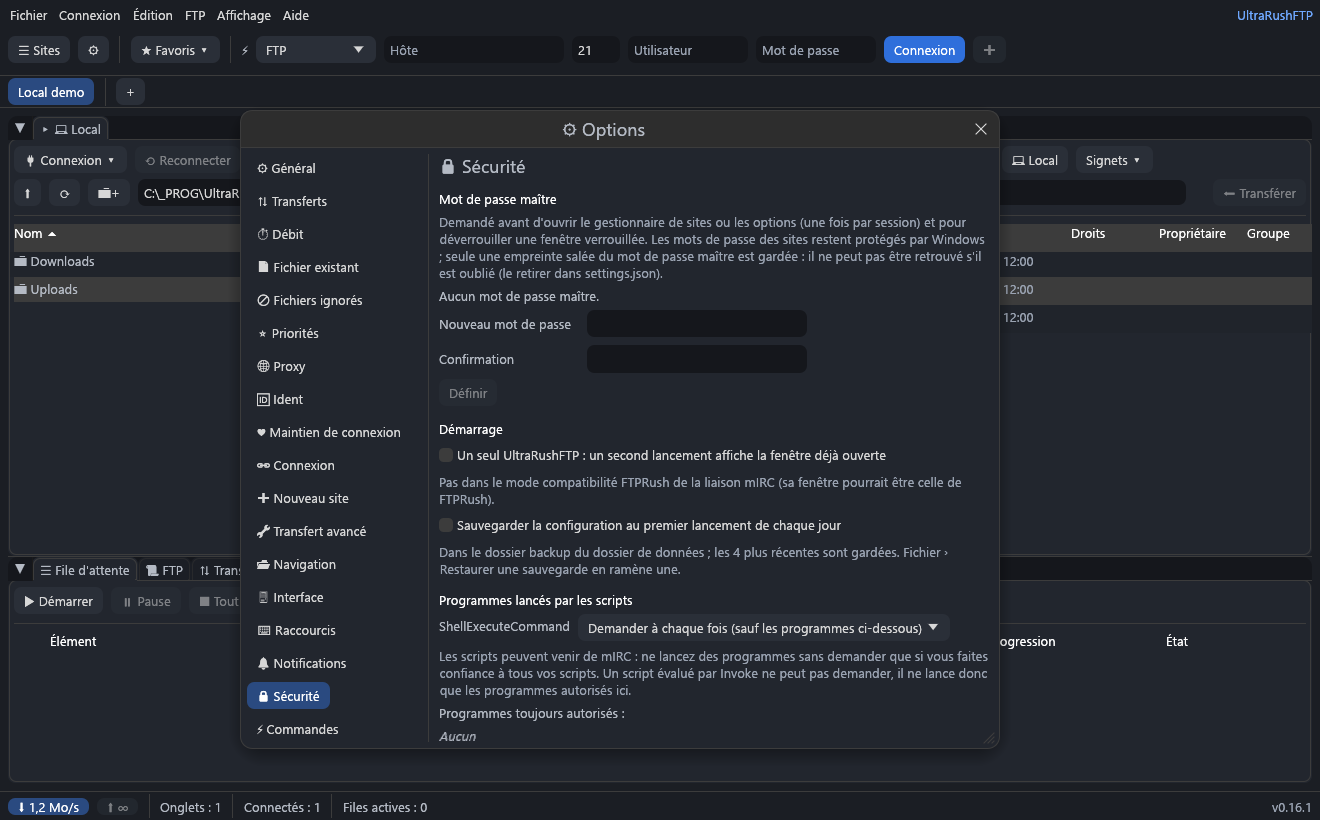 Fichier Connexion Édition FTP Affichage Aide UltraRushFTP
Sites Favoris FTP Hôte 21 Utilisateur Mot de passe Connexion +
Local demo +
Local
Connexion Reconnecter Local Signets
C:\_PROG\UltraR Transférer
Nom Droits Propriétaire Groupe
Downloads 12:00
Uploads 12:00
12:00
Options
Général
Transferts
Débit
Fichier existant
Fichiers ignorés
Priorités
Proxy
Ident
Maintien de connexion
Connexion
Nouveau site
Transfert avancé
Navigation
Interface
Raccourcis
Notifications
Sécurité
Commandes
Sécurité
Mot de passe maître
Demandé avant d'ouvrir le gestionnaire de sites ou les options (une fois par session) et pour
déverrouiller une fenêtre verrouillée. Les mots de passe des sites restent protégés par Windows
; seule une empreinte salée du mot de passe maître est gardée : il ne peut pas être retrouvé s'il
est oublié (le retirer dans settings.json).
Aucun mot de passe maître.
Nouveau mot de passe
Confirmation
Définir
Démarrage
Un seul UltraRushFTP : un second lancement affiche la fenêtre déjà ouverte
Pas dans le mode compatibilité FTPRush de la liaison mIRC (sa fenêtre pourrait être celle de
FTPRush).
Sauvegarder la configuration au premier lancement de chaque jour
Dans le dossier backup du dossier de données ; les 4 plus récentes sont gardées. Fichier ›
Restaurer une sauvegarde en ramène une.
Programmes lancés par les scripts
ShellExecuteCommand Demander à chaque fois (sauf les programmes ci-dessous)
Les scripts peuvent venir de mIRC : ne lancez des programmes sans demander que si vous faites
confiance à tous vos scripts. Un script évalué par Invoke ne peut pas demander, il ne lance donc
que les programmes autorisés ici.
Programmes toujours autorisés :
Aucun
File d'attente FTP Trans
Démarrer Pause Tout
Élément ogression État
1,2 Mo/s ∞ Onglets : 1 Connectés : 1 Files actives : 0 v0.16.1